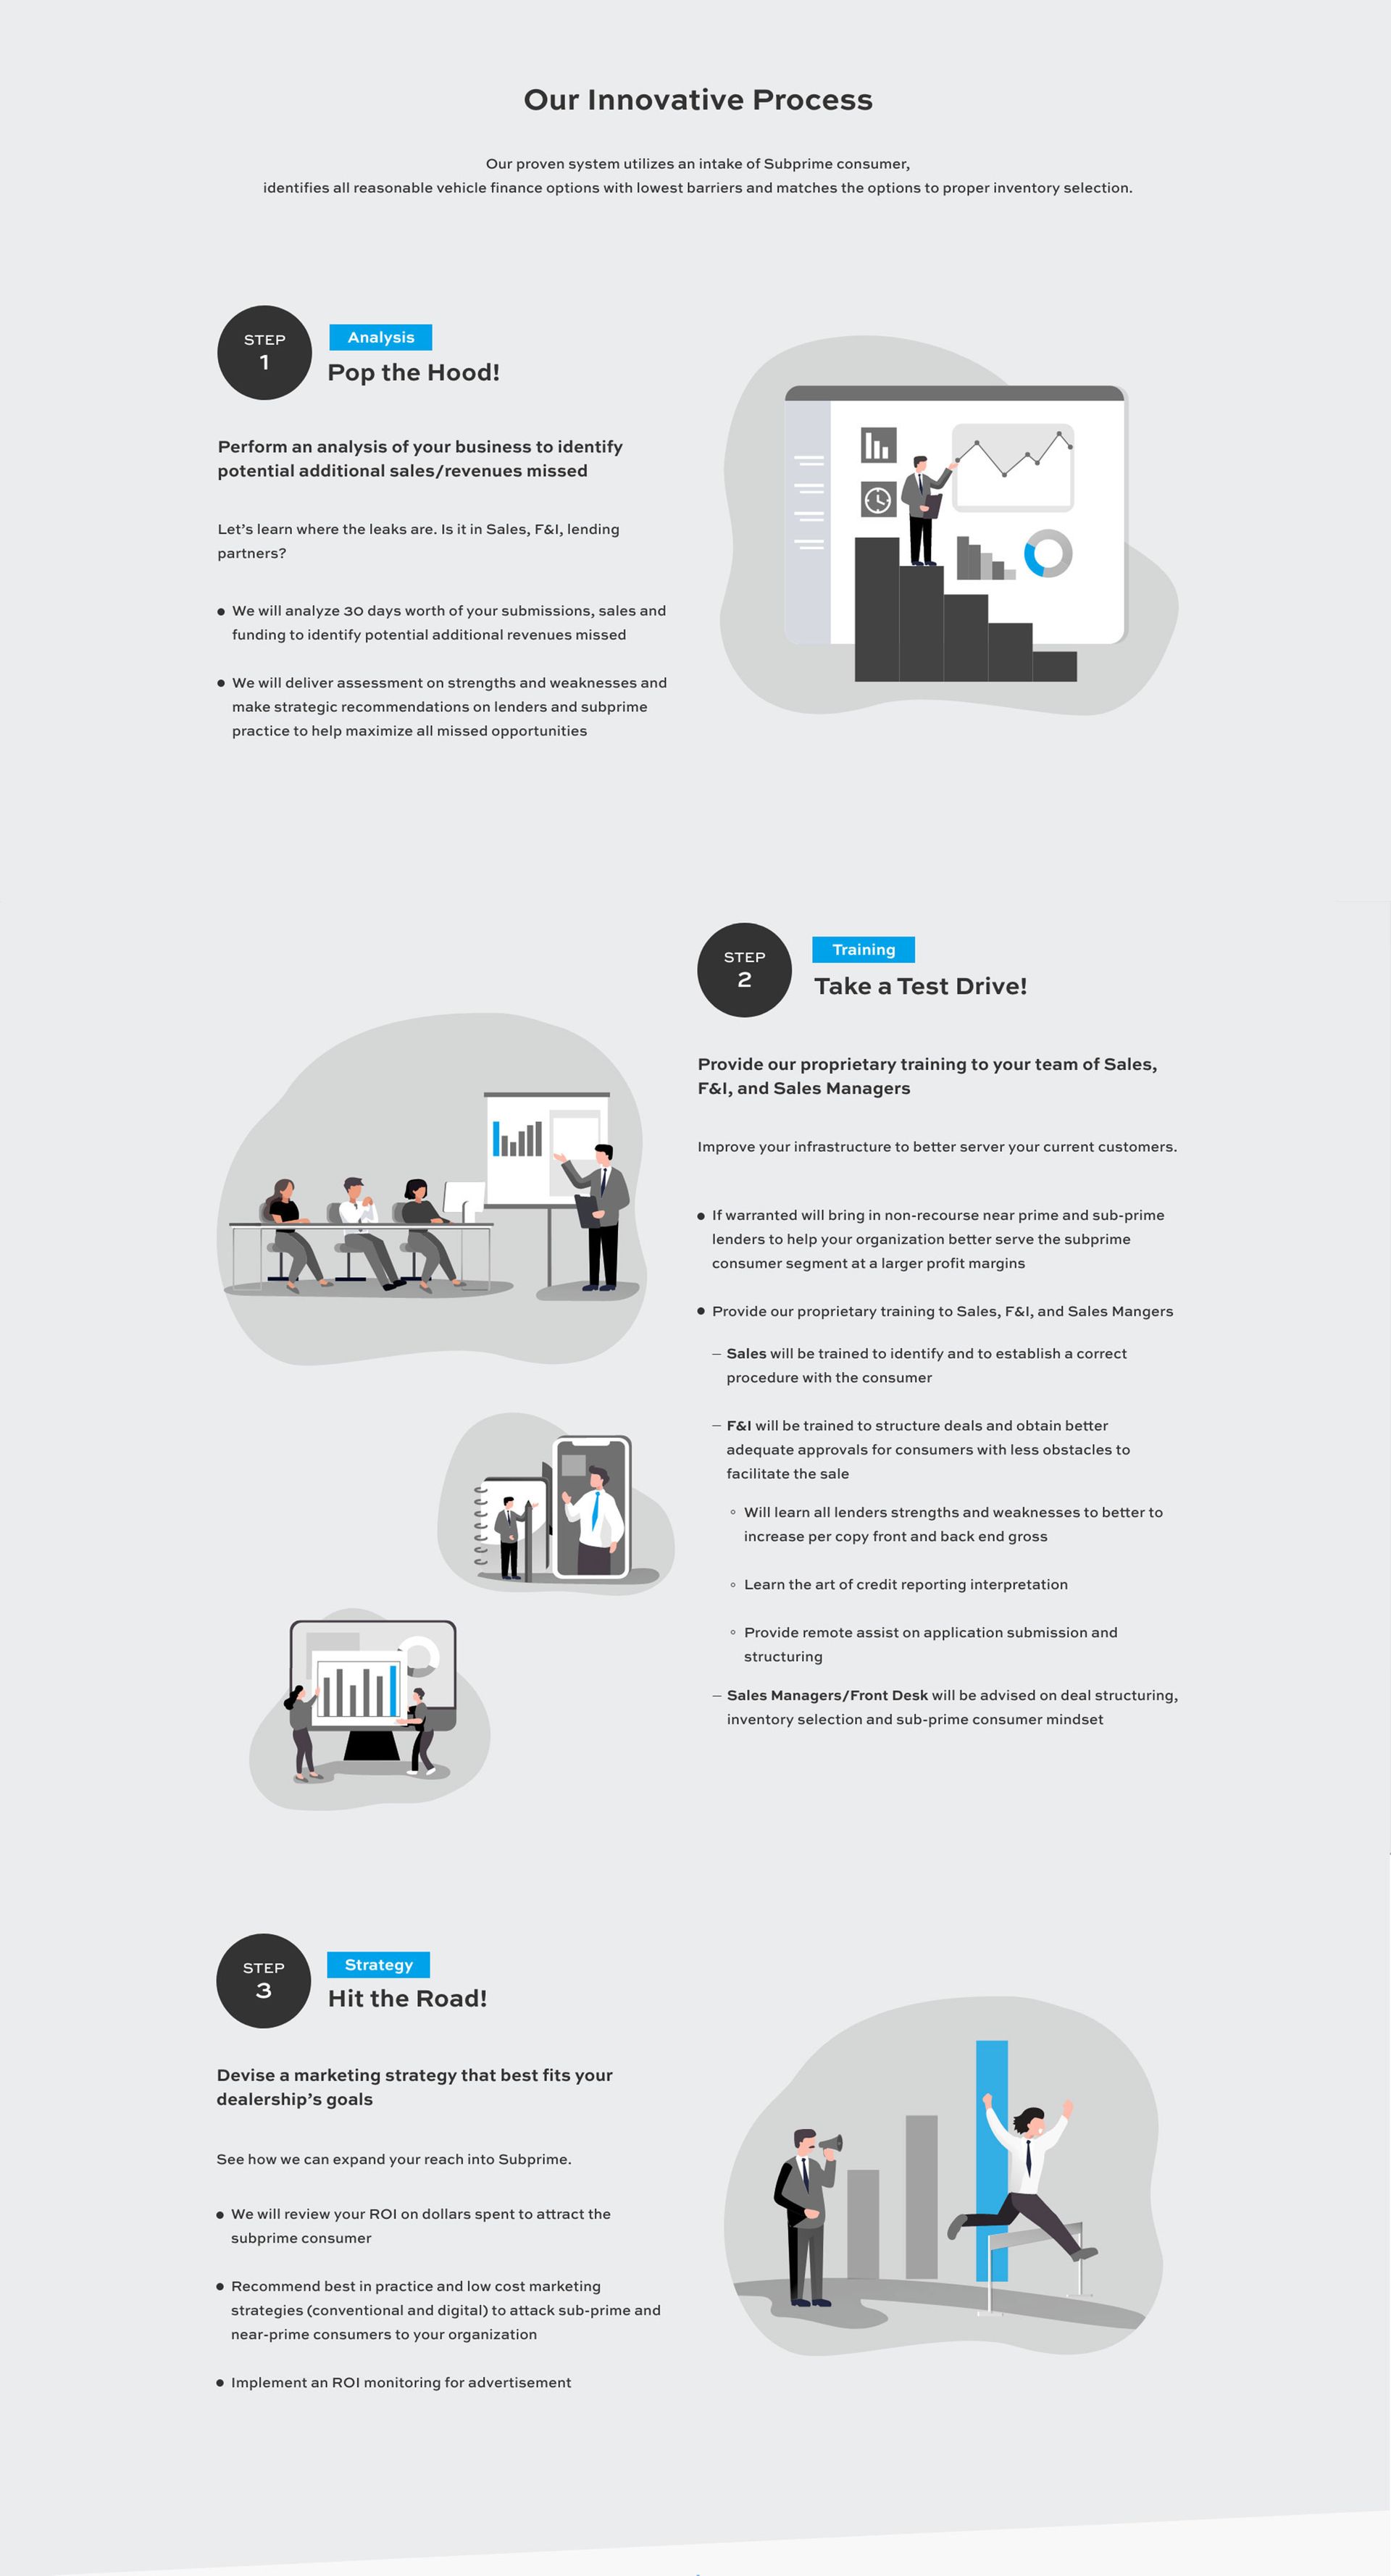 Our Innovative Process
Our proven system utilizes an intake of Subprime consumer,
identifies all reasonable vehicle finance options with lowest barriers and matches the options to proper inventory selection.
STEP
1
Analysis
Pop the Hood!
Perform an analysis of your business to identify
potential additional sales/revenues missed
Let’s learn where the leaks are. Is it in Sales, F&I, lending
partners?
● We will analyze 30 days worth of your submissions, sales and
funding to identify potential additional revenues missed
● We will deliver assessment on strengths and weaknesses and
make strategic recommendations on lenders and subprime
practice to help maximize all missed opportunities
STEP
2
Training
Take a Test Drive!
Provide our proprietary training to your team of Sales,
F&I, and Sales Managers
Improve your infrastructure to better server your current customers.
● If warranted will bring in non-recourse near prime and sub-prime
lenders to help your organization better serve the subprime
consumer segment at a larger profit margins
● Provide our proprietary training to Sales, F&I, and Sales Mangers
– Sales will be trained to identify and to establish a correct
procedure with the consumer
– F&I will be trained to structure deals and obtain better
adequate approvals for consumers with less obstacles to
facilitate the sale
◦ Will learn all lenders strengths and weaknesses to better to
increase per copy front and back end gross
◦ Learn the art of credit reporting interpretation
◦ Provide remote assist on application submission and
structuring
– Sales Managers/Front Desk will be advised on deal structuring,
inventory selection and sub-prime consumer mindset
STEP
3
Strategy
Hit the Road!
Devise a marketing strategy that best fits your
dealership’s goals
See how we can expand your reach into Subprime.
● We will review your ROI on dollars spent to attract the
subprime consumer
● Recommend best in practice and low cost marketing
strategies (conventional and digital) to attack sub-prime and
near-prime consumers to your organization
● Implement an ROI monitoring for advertisement